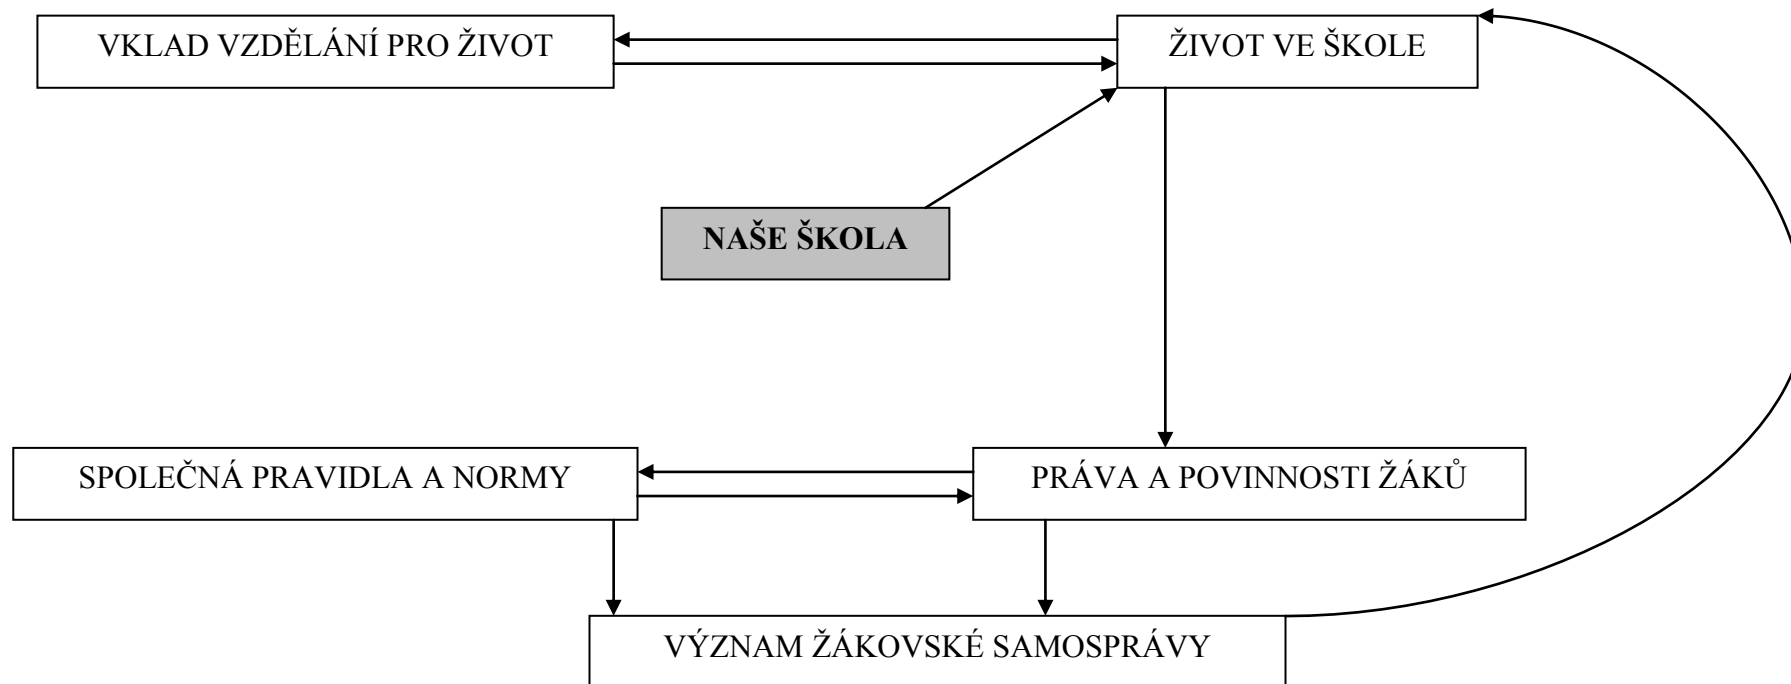 VKLAD VZDĚLÁNÍ PRO ŽIVOT
ŽIVOT VE ŠKOLE
NAŠE ŠKOLA
SPOLEČNÁ PRAVIDLA A NORMY
PRÁVA A POVINNOSTI ŽÁKŮ
VÝZNAM ŽÁKOVSKÉ SAMOSPRÁVY